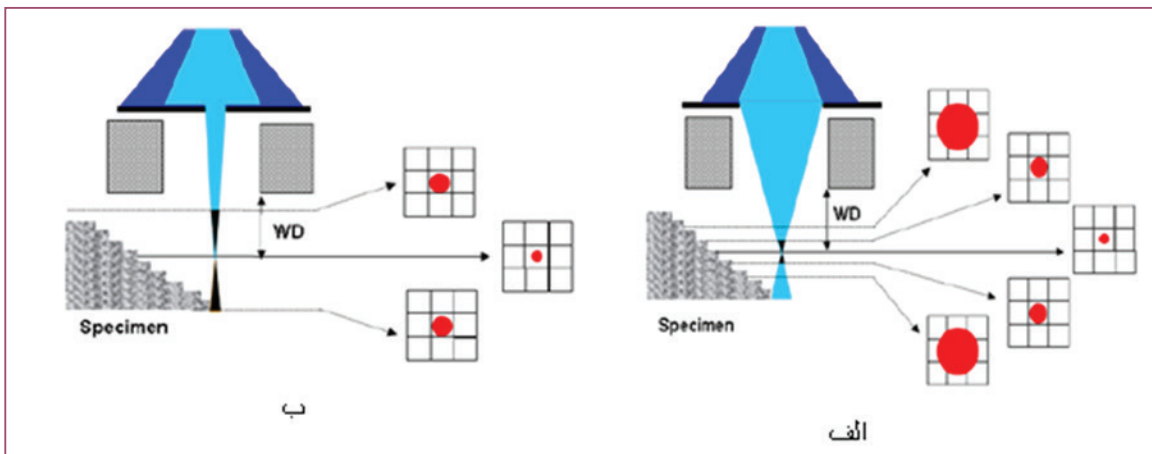 WD
Specimen
ب
WD
Specimen
الف